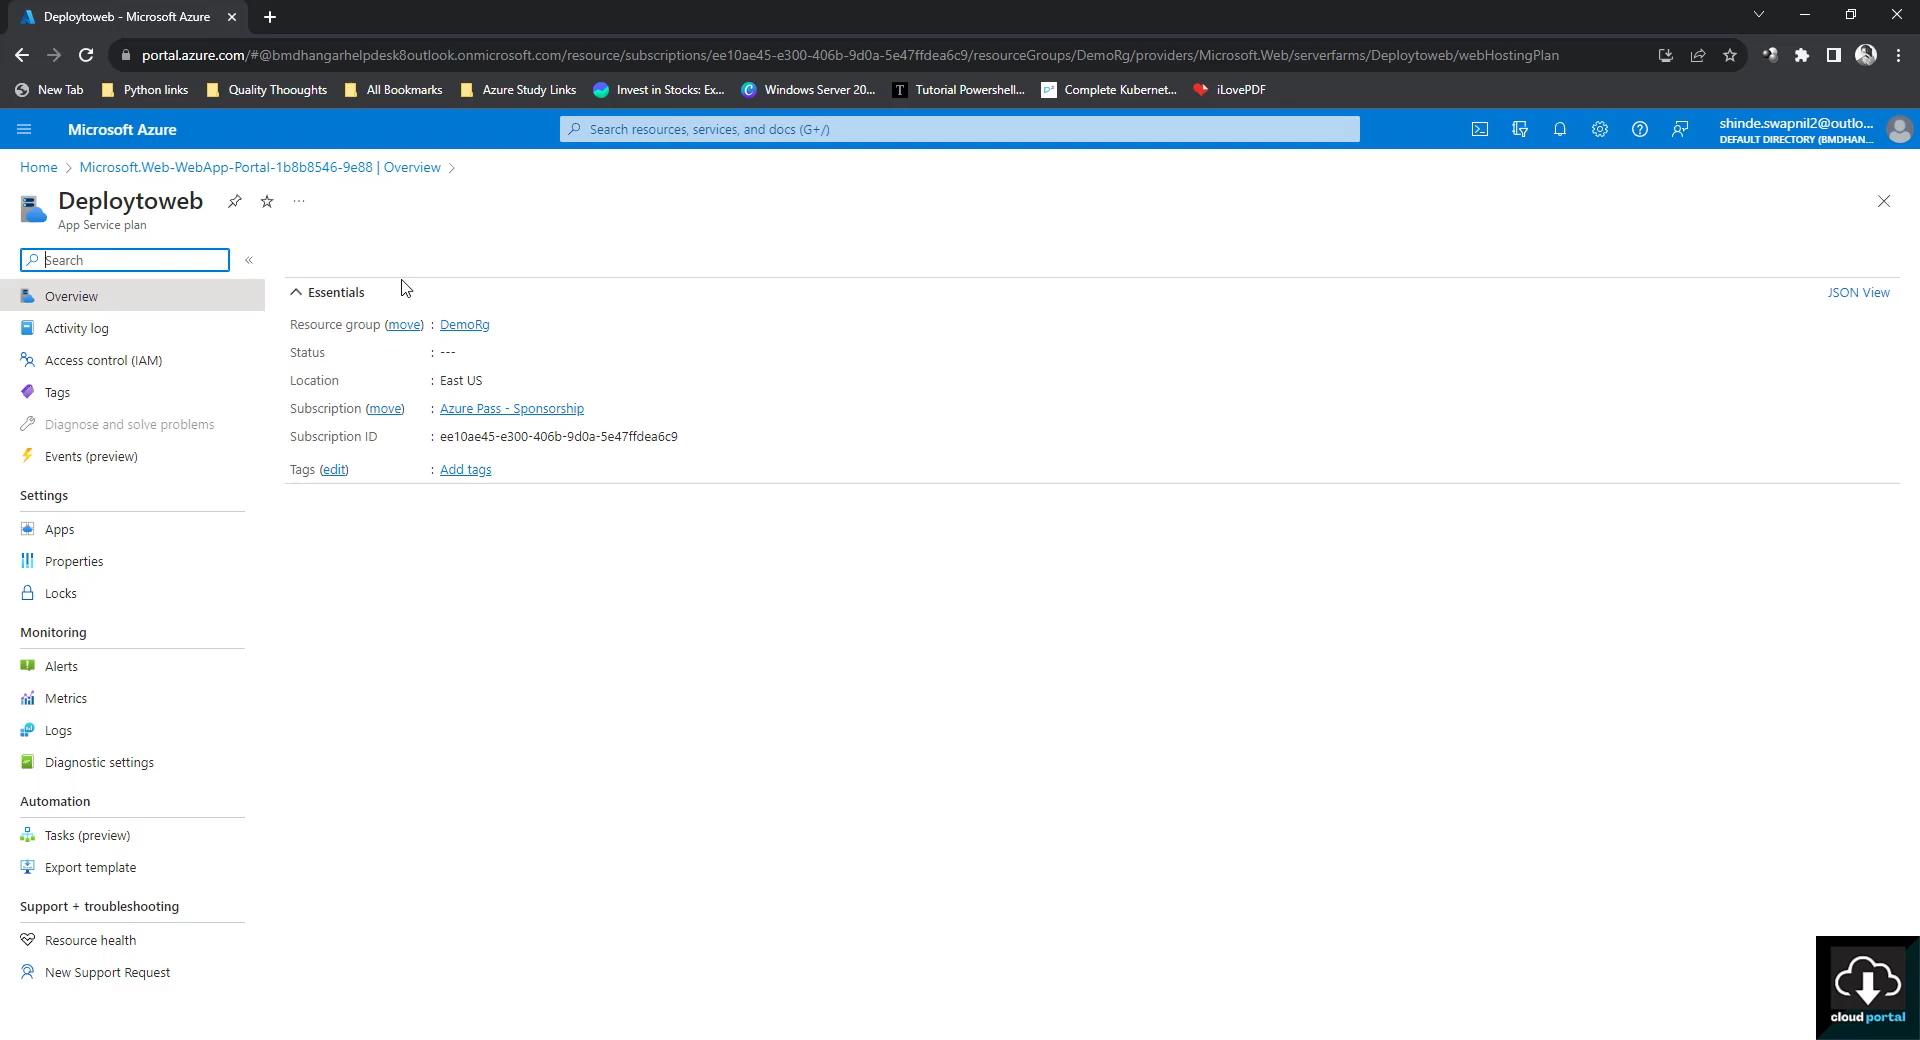 Deploytoweb - Microsoft Azure
portal.azure.com/#@bmdhangarhelpdesk8outlook.onmicrosoft.com/resource/subscriptions/ee10ae45-e300-406b-9d0a-5e47ffdea6c9/resourceGroups/DemoRg/providers/Microsoft.Web/serverfarms/Deploytoweb/webHostingPlan
New Tab Python links Quality Thooughts All Bookmarks Azure Study Links Invest in Stocks: Ex... Windows Server 20... T Tutorial Powershell... Complete Kubernet... iLovePDF
Microsoft Azure
Search resources, services, and docs (G+/)
shinde.swapnil2@outlo...
DEFAULT DIRECTORY (BMDHAN...
Home > Microsoft.Web-WebApp-Portal-1b8b8546-9e88 | Overview >
Deploytoweb
App Service plan
Search
Overview
Activity log
Access control (IAM)
Tags
Diagnose and solve problems
Events (preview)
Settings
Apps
Properties
Locks
Monitoring
Alerts
Metrics
Logs
Diagnostic settings
Automation
Tasks (preview)
Export template
Support + troubleshooting
Resource health
New Support Request
Essentials
JSON View
Resource group (move) : DemoRg
Status : ---
Location : East US
Subscription (move) : Azure Pass - Sponsorship
Subscription ID : ee10ae45-e300-406b-9d0a-5e47ffdea6c9
Tags (edit) : Add tags
cloud portal